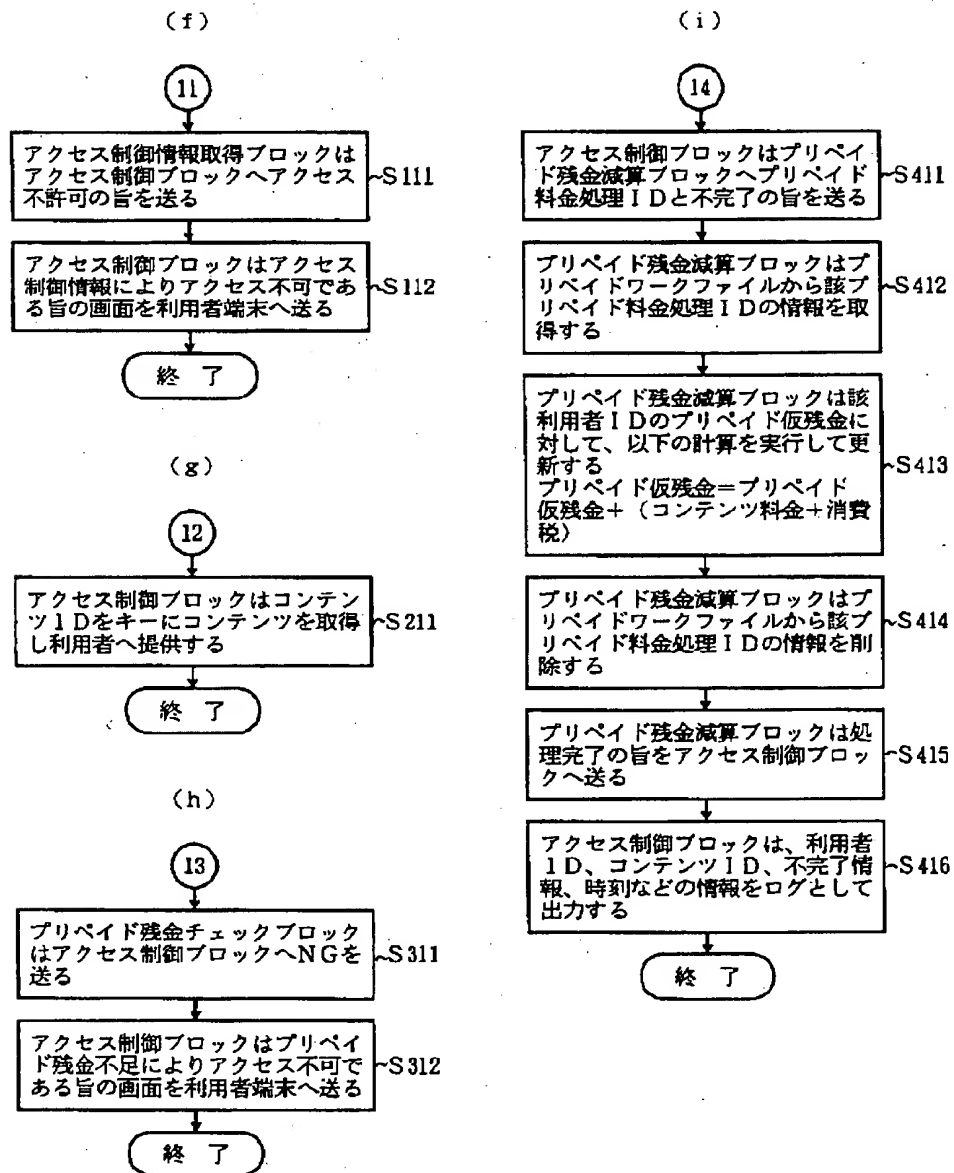 (f)
11
アクセス制御情報取得ブロックは
アクセス制御ブロックへアクセス
不許可の旨を送る
~S111
アクセス制御ブロックはアクセス
制御情報によりアクセス不可であ
る旨の画面を利用者端末へ送る
~S112
終 了
(g)
12
アクセス制御ブロックはコンテン
ツIDをキーにコンテンツを取得
し利用者へ提供する
~S211
終 了
(h)
13
プリペイド残金チェックブロック
はアクセス制御ブロックへNGを
送る
~S311
アクセス制御ブロックはプリペイ
ド残金不足によりアクセス不可で
ある旨の画面を利用者端末へ送る
~S312
終 了
(i)
14
アクセス制御ブロックはプリペイ
ド残金減算ブロックへプリペイド
料金処理IDと不完了の旨を送る
~S411
プリペイド残金減算ブロックはプ
リペイドワークファイルから該プ
リペイド料金処理IDの情報を取
得する
~S412
プリペイド残金減算ブロックは該
利用者IDのプリペイド仮残金に
対して、以下の計算を実行して更
新する
プリペイド仮残金=プリペイド
仮残金+(コンテンツ料金+消費
税)
~S413
プリペイド残金減算ブロックはプ
リペイドワークファイルから該プ
リペイド料金処理IDの情報を削
除する
~S414
プリペイド残金減算ブロックは処
理完了の旨をアクセス制御ブロッ
クへ送る
~S415
アクセス制御ブロックは、利用者
ID、コンテンツID、不完了情
報、時刻などの情報をログとして
出力する
~S416
終 了